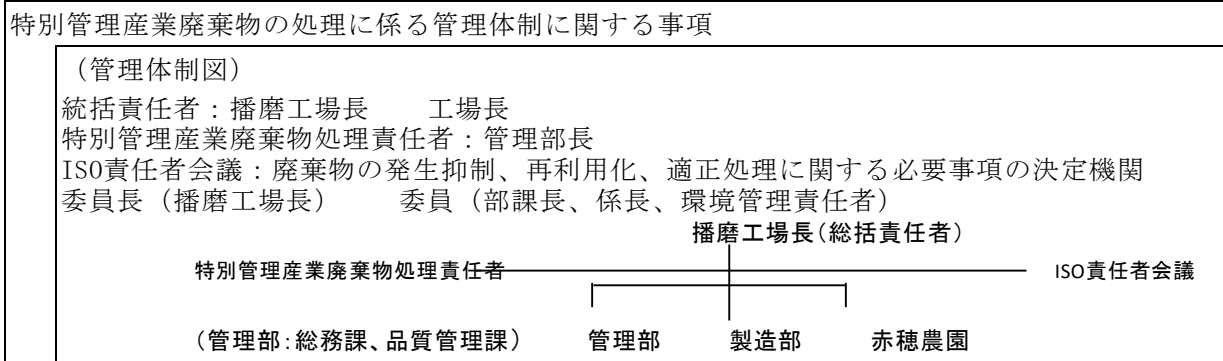 特別管理産業廃棄物の処理に係る管理体制に関する事項
（管理体制図）
統括責任者：播磨工場長　　工場長
特別管理産業廃棄物処理責任者：管理部長
ISO責任者会議：廃棄物の発生抑制、再利用化、適正処理に関する必要事項の決定機関
委員長（播磨工場長）　　委員（部課長、係長、環境管理責任者）
播磨工場長（総括責任者）
特別管理産業廃棄物処理責任者　　ISO責任者会議
（管理部：総務課、品質管理課）　　管理部　　製造部　　赤穂農園